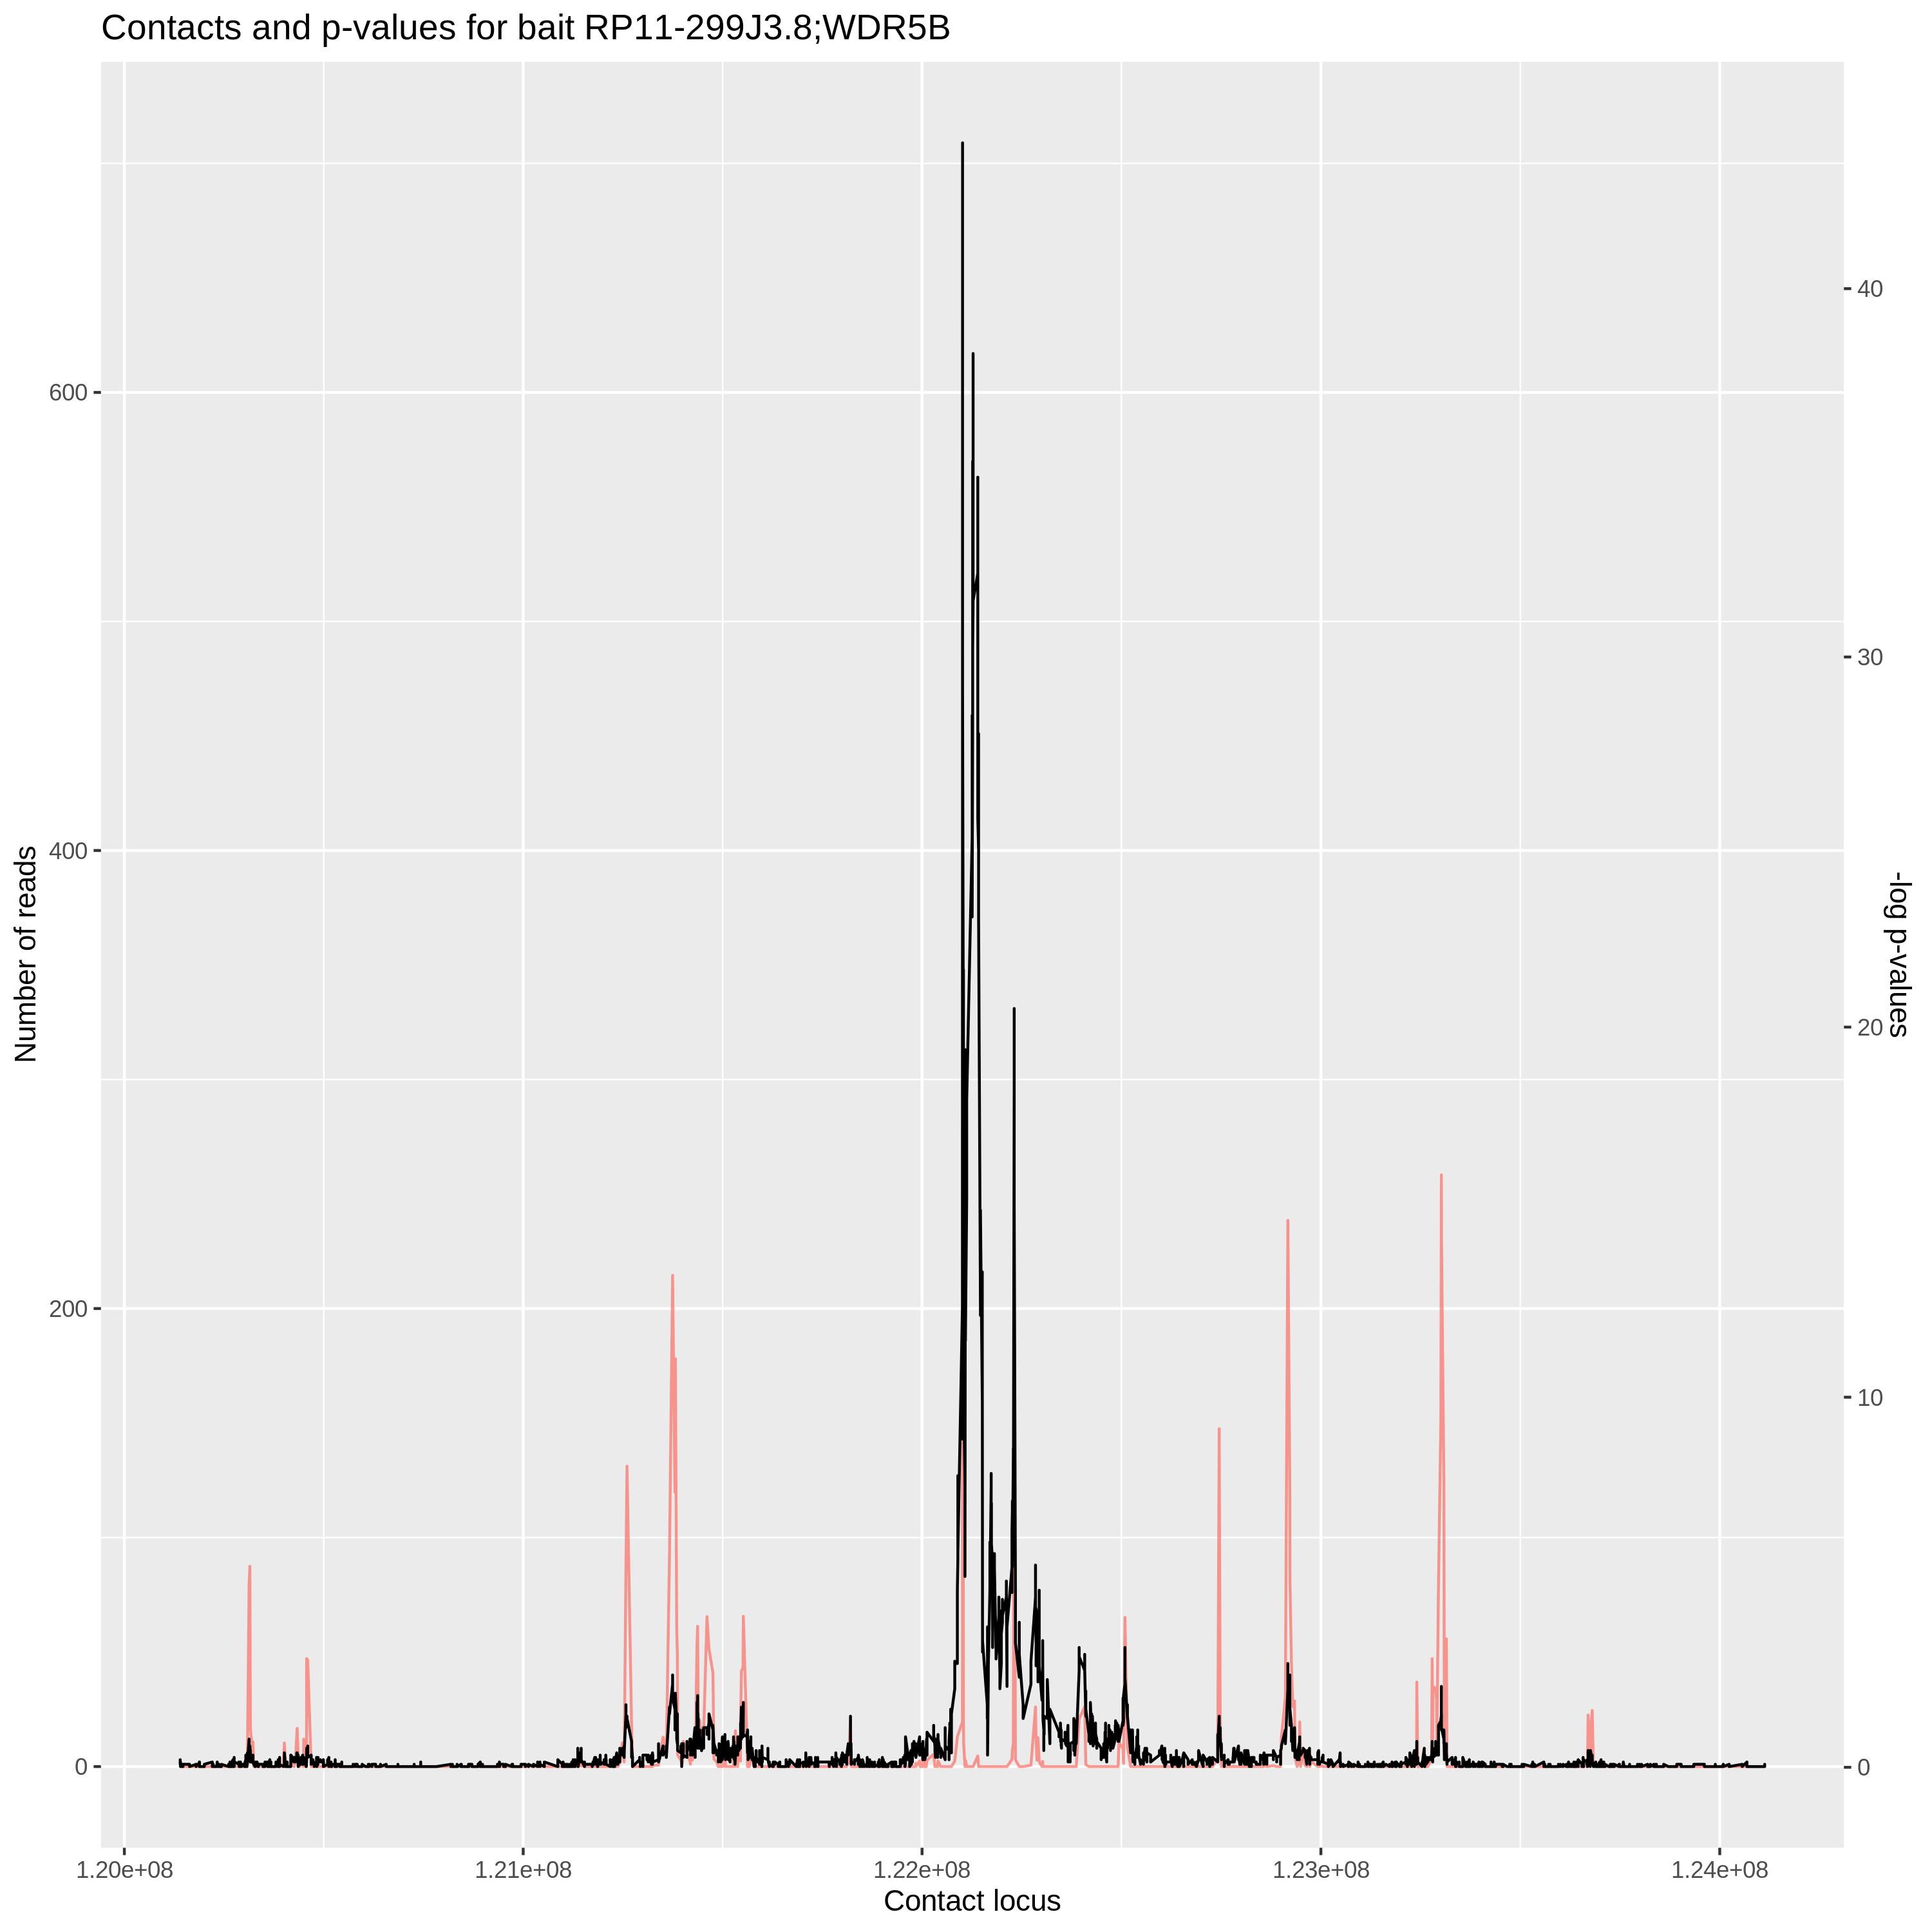 Contacts and p-values for bait RP11-299J3.8;WDR5B
Number of reads
600
400
200
0
40
30
20
10
0
-log p-values
1.20e+08 1.21e+08 1.22e+08 1.23e+08 1.24e+08
Contact locus